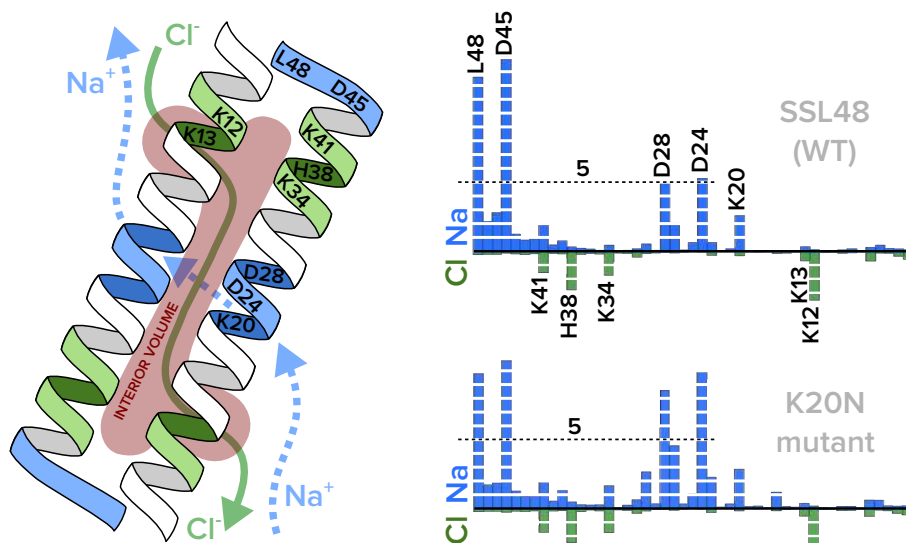 Cl⁻
Na⁺
L48
D45
K12
K13
K41
H38
K34
D28
D24
K20
INTERIOR VOLUME
Na⁺
Cl⁻
L48
D45
SSL48
(WT)
5
D28
D24
K20
Na
Cl
K41
H38
K34
K13
K12
K20N
mutant
5
Na
Cl